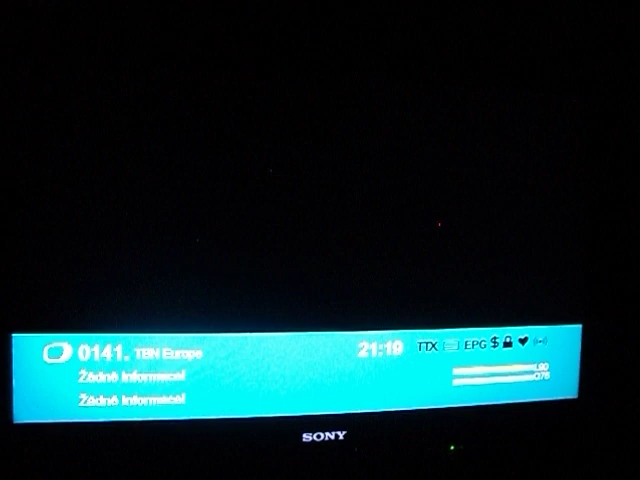 0141. TBN Europe 21:19 TTX EPG $
Žádné informace!
Žádné informace!
SONY